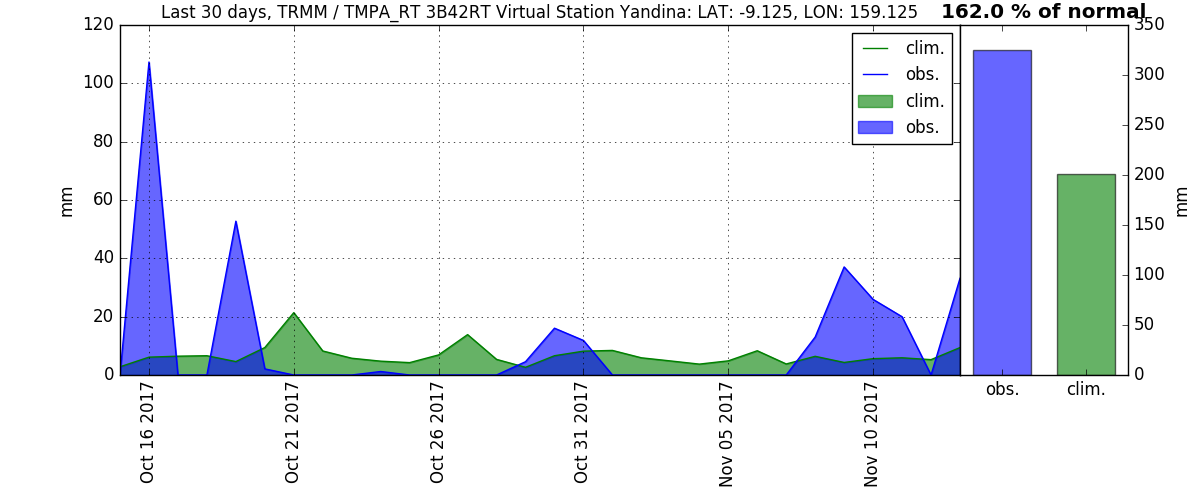 Last 30 days, TRMM / TMPA_RT 3B42RT Virtual Station Yandina: LAT: -9.125, LON: 159.125
162.0 % of normal
120
100
80
60
40
20
0
mm
clim.
obs.
clim.
obs.
Oct 16 2017
Oct 21 2017
Oct 26 2017
Oct 31 2017
Nov 05 2017
Nov 10 2017
350
300
250
200
150
100
50
0
mm
obs.
clim.